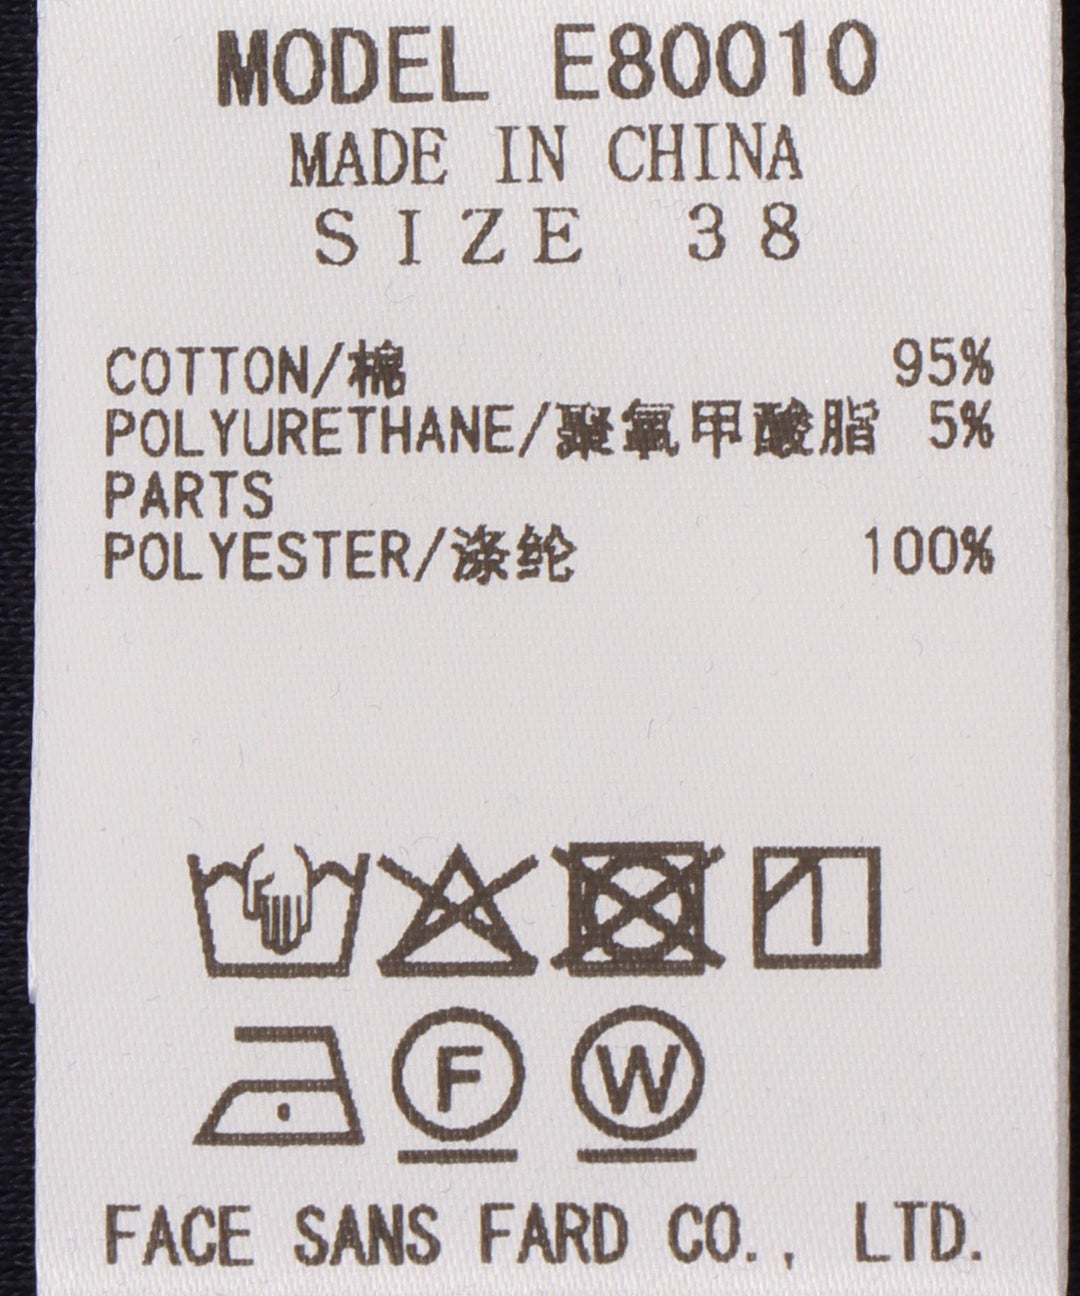 MODEL E80010
MADE IN CHINA
SIZE 38
COTTON/棉 95%
POLYURETHANE/聚氨甲酸脂 5%
PARTS
POLYESTER/涤纶 100%
F W
FACE SANS FARD CO., LTD.